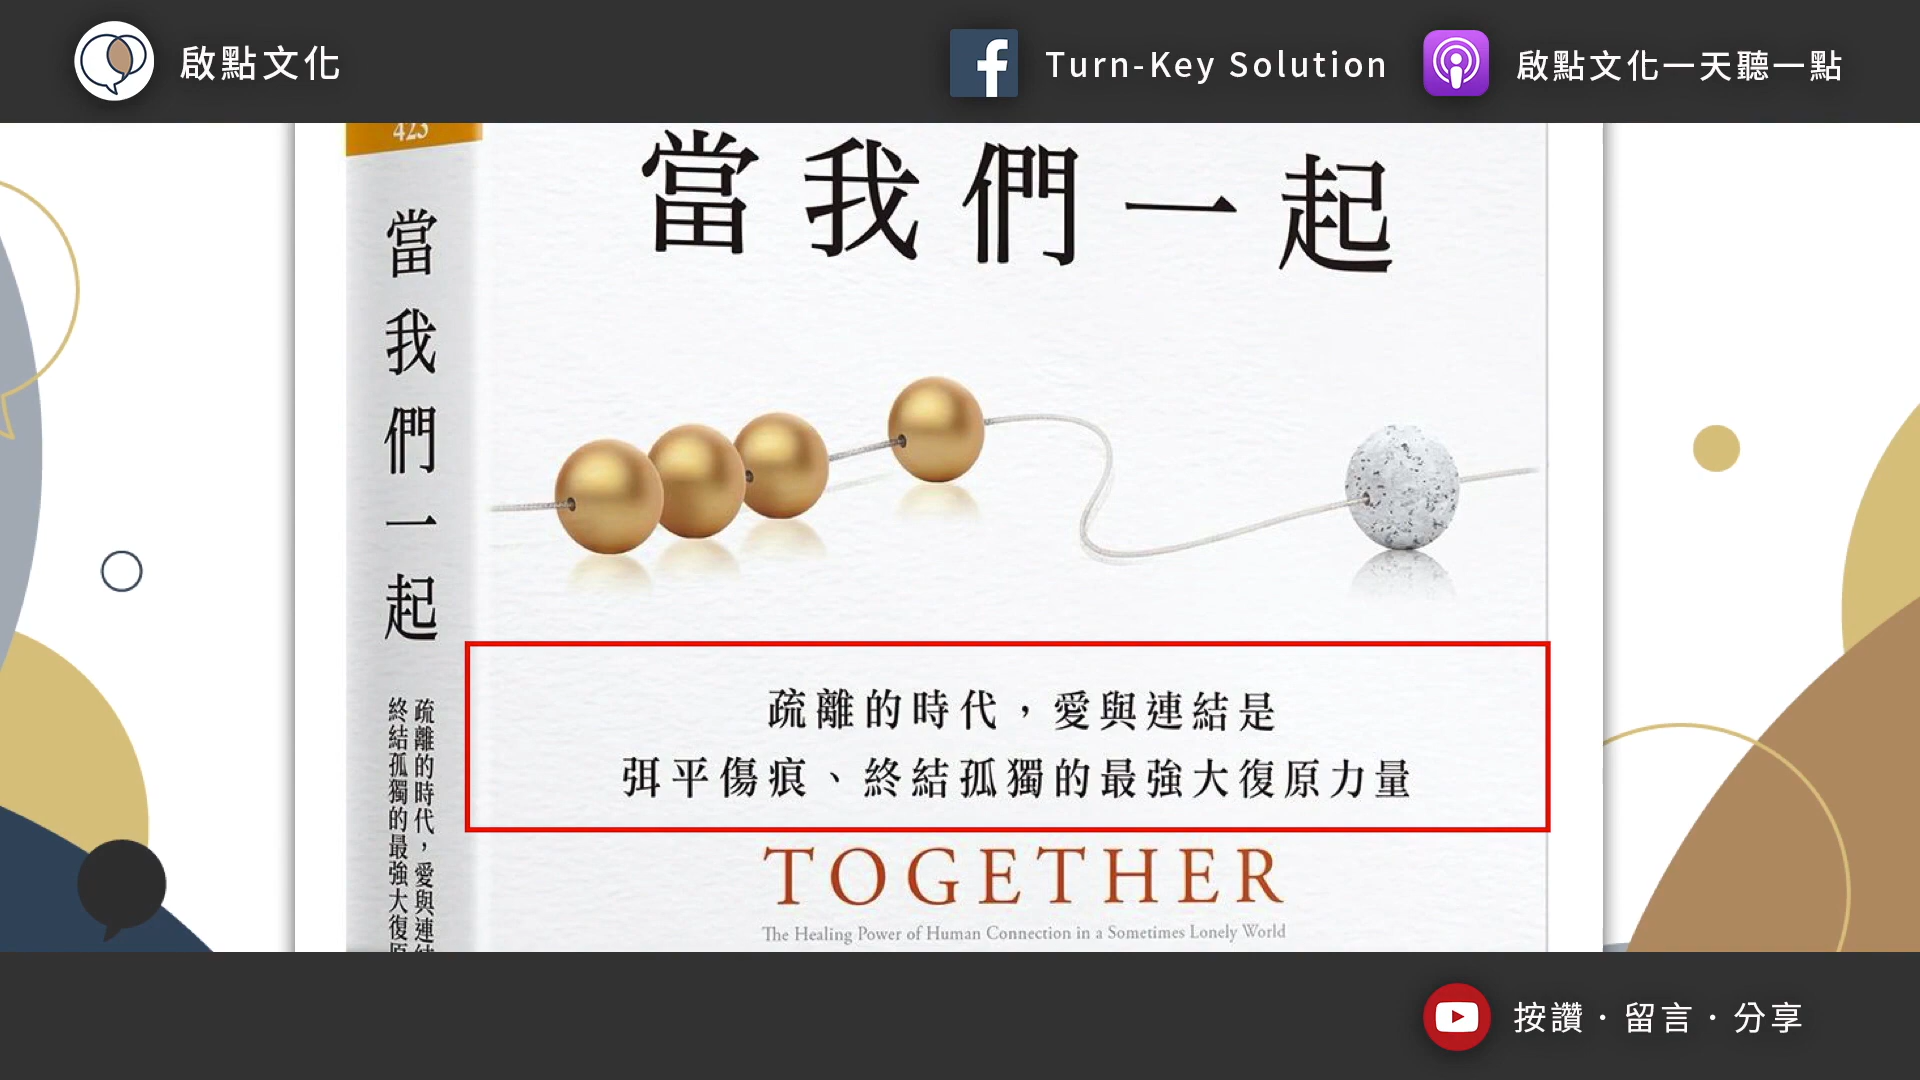 啟點文化
Turn-Key Solution
啟點文化一天聽一點
423
當我們一起
疏離的時代，愛與連結是
終結孤獨的最強大復原
當我們一起
疏離的時代，愛與連結是
弭平傷痕、終結孤獨的最強大復原力量
TOGETHER
The Healing Power of Human Connection in a Sometimes Lonely World
按讚·留言·分享